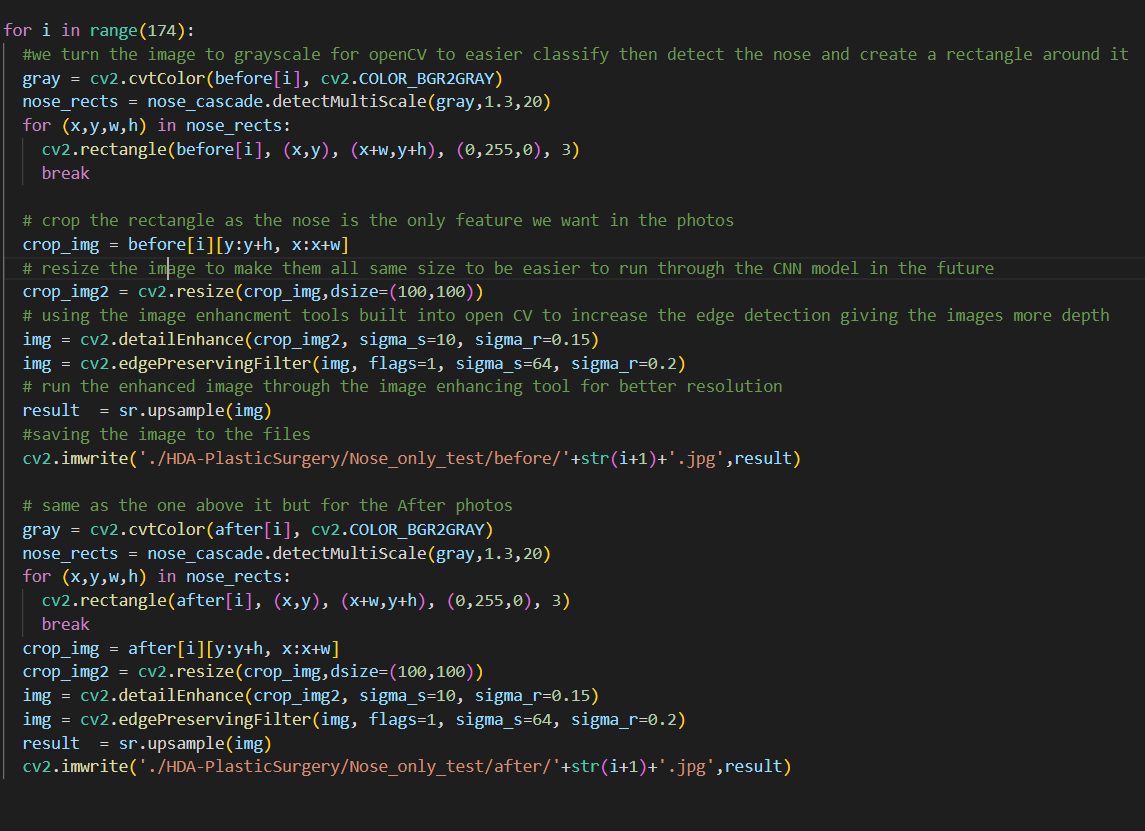 for i in range(174):
#we turn the image to grayscale for openCV to easier classify then detect the nose and create a rectangle around it
gray = cv2.cvtColor(before[i], cv2.COLOR_BGR2GRAY)
nose_rects = nose_cascade.detectMultiScale(gray,1.3,20)
for (x,y,w,h) in nose_rects:
cv2.rectangle(before[i], (x,y), (x+w,y+h), (0,255,0), 3)
break
# crop the rectangle as the nose is the only feature we want in the photos
crop_img = before[i][y:y+h, x:x+w]
# resize the image to make them all same size to be easier to run through the CNN model in the future
crop_img2 = cv2.resize(crop_img,dsize=(100,100))
# using the image enhancment tools built into open CV to increase the edge detection giving the images more depth
img = cv2.detailEnhance(crop_img2, sigma_s=10, sigma_r=0.15)
img = cv2.edgePreservingFilter(img, flags=1, sigma_s=64, sigma_r=0.2)
# run the enhanced image through the image enhancing tool for better resolution
result  = sr.upsample(img)
#saving the image to the files
cv2.imwrite('./HDA-PlasticSurgery/Nose_only_test/before/'+str(i+1)+'.jpg',result)
# same as the one above it but for the After photos
gray = cv2.cvtColor(after[i], cv2.COLOR_BGR2GRAY)
nose_rects = nose_cascade.detectMultiScale(gray,1.3,20)
for (x,y,w,h) in nose_rects:
cv2.rectangle(after[i], (x,y), (x+w,y+h), (0,255,0), 3)
break
crop_img = after[i][y:y+h, x:x+w]
crop_img2 = cv2.resize(crop_img,dsize=(100,100))
img = cv2.detailEnhance(crop_img2, sigma_s=10, sigma_r=0.15)
img = cv2.edgePreservingFilter(img, flags=1, sigma_s=64, sigma_r=0.2)
result  = sr.upsample(img)
cv2.imwrite('./HDA-PlasticSurgery/Nose_only_test/after/'+str(i+1)+'.jpg',result)